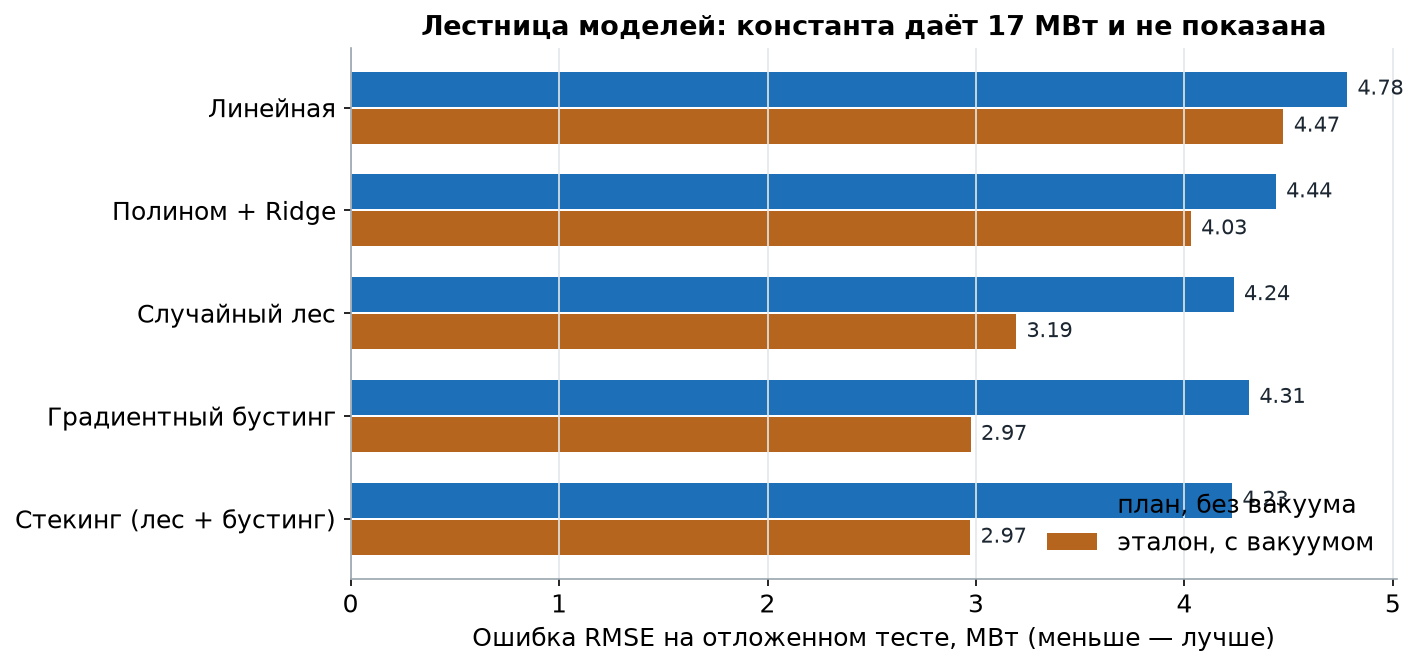 Лестница моделей: константа даёт 17 МВт и не показана
Линейная
4.78
4.47
Полином + Ridge
4.44
4.03
Случайный лес
4.24
3.19
Градиентный бустинг
4.31
2.97
Стекинг (лес + бустинг)
4.23
2.97
план, без вакуума
эталон, с вакуумом
0 1 2 3 4 5
Ошибка RMSE на отложенном тесте, МВт (меньше — лучше)